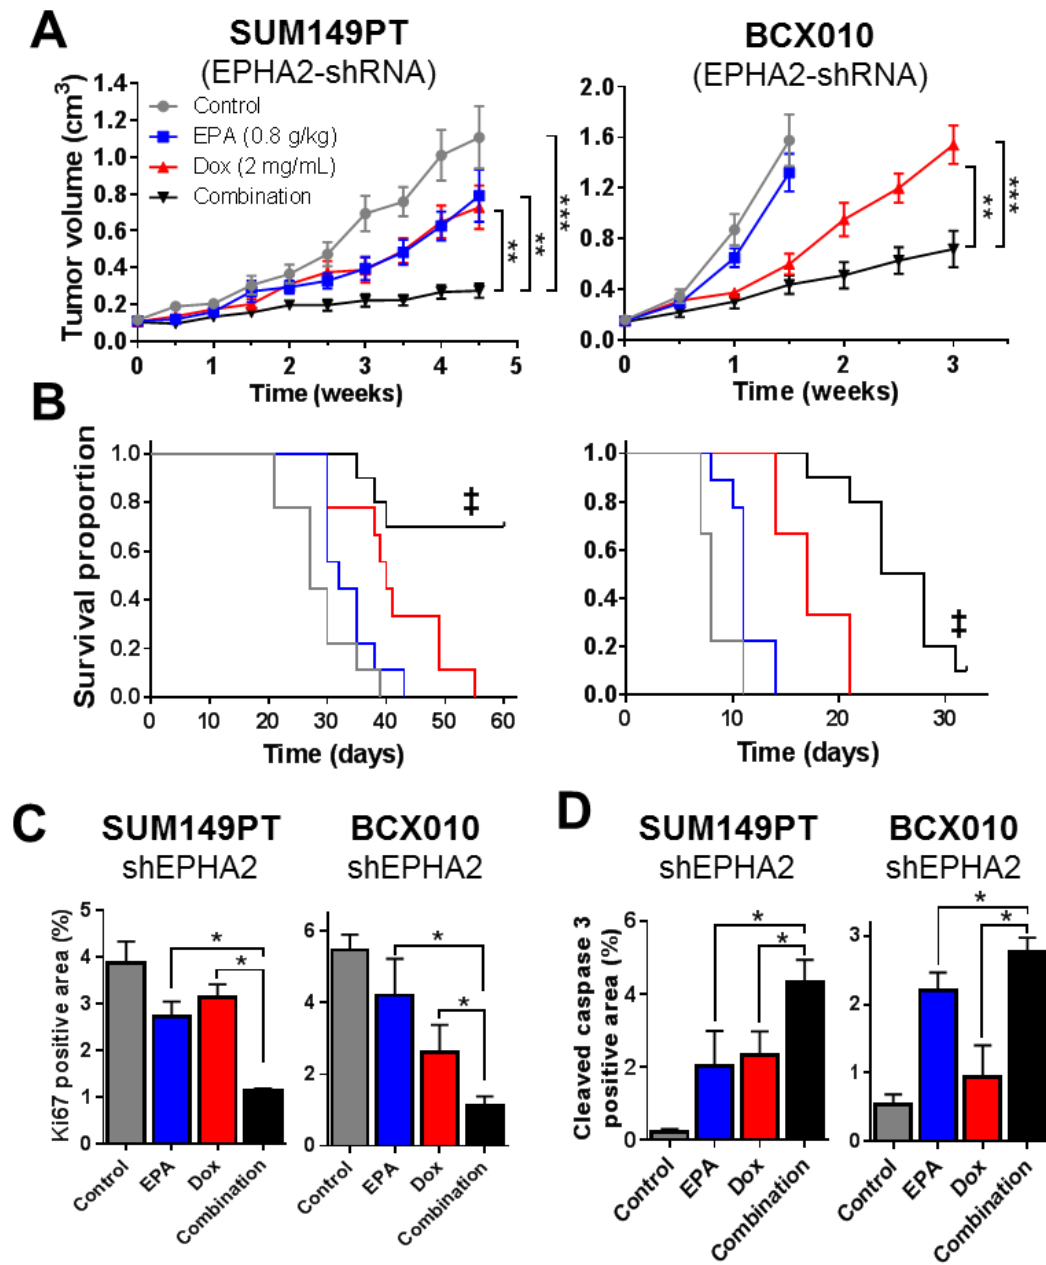 A
SUM149PT
(EPHA2-shRNA)
BCX010
(EPHA2-shRNA)
Tumor volume (cm3)
1.4
1.2
1.0
0.8
0.6
0.4
0.2
0.0
Control
EPA (0.8 g/kg)
Dox (2 mg/mL)
Combination
**
**
***
0 1 2 3 4 5
Time (weeks)
2.0
1.6
1.2
0.8
0.4
0.0
**
***
0 1 2 3
Time (weeks)
B
Survival proportion
1.0
0.8
0.6
0.4
0.2
0.0
‡
0 10 20 30 40 50 60
Time (days)
1.0
0.8
0.6
0.4
0.2
0.0
‡
0 10 20 30
Time (days)
C
SUM149PT
shEPHA2
BCX010
shEPHA2
Ki67 positive area (%)
5
4
3
2
1
0
*
*
Control EPA Dox Combination
6
4
2
0
*
*
Control EPA Dox Combination
D
SUM149PT
shEPHA2
BCX010
shEPHA2
Cleaved caspase 3
positive area (%)
6
4
2
0
*
*
Control EPA Dox Combination
3
2
1
0
*
*
Control EPA Dox Combination